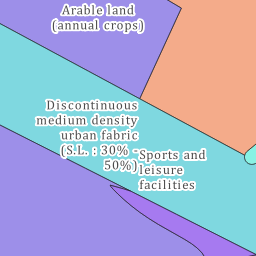 Arable land
(annual crops)
Discontinuous
medium density
urban fabric
(S.L. : 30% -
50%)
Sports and
leisure
facilities